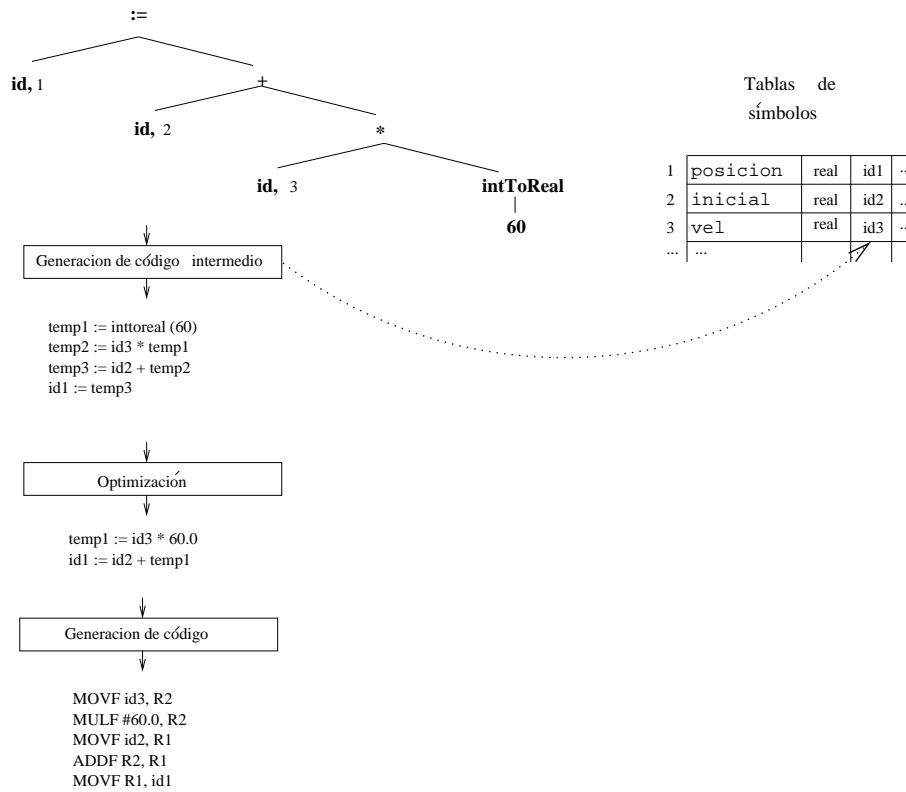 :=
id, 1
+
id, 2
*
id, 3
intToReal
60
Tablas de
símbolos
1 posicion real id1 ...
2 inicial real id2 ...
3 vel real id3 ...
... ...
Generacion de código intermedio
temp1 := inttoreal (60)
temp2 := id3 * temp1
temp3 := id2 + temp2
id1 := temp3
Optimización
temp1 := id3 * 60.0
id1 := id2 + temp1
Generacion de código
MOVF id3, R2
MULF #60.0, R2
MOVF id2, R1
ADDF R2, R1
MOVF R1, id1